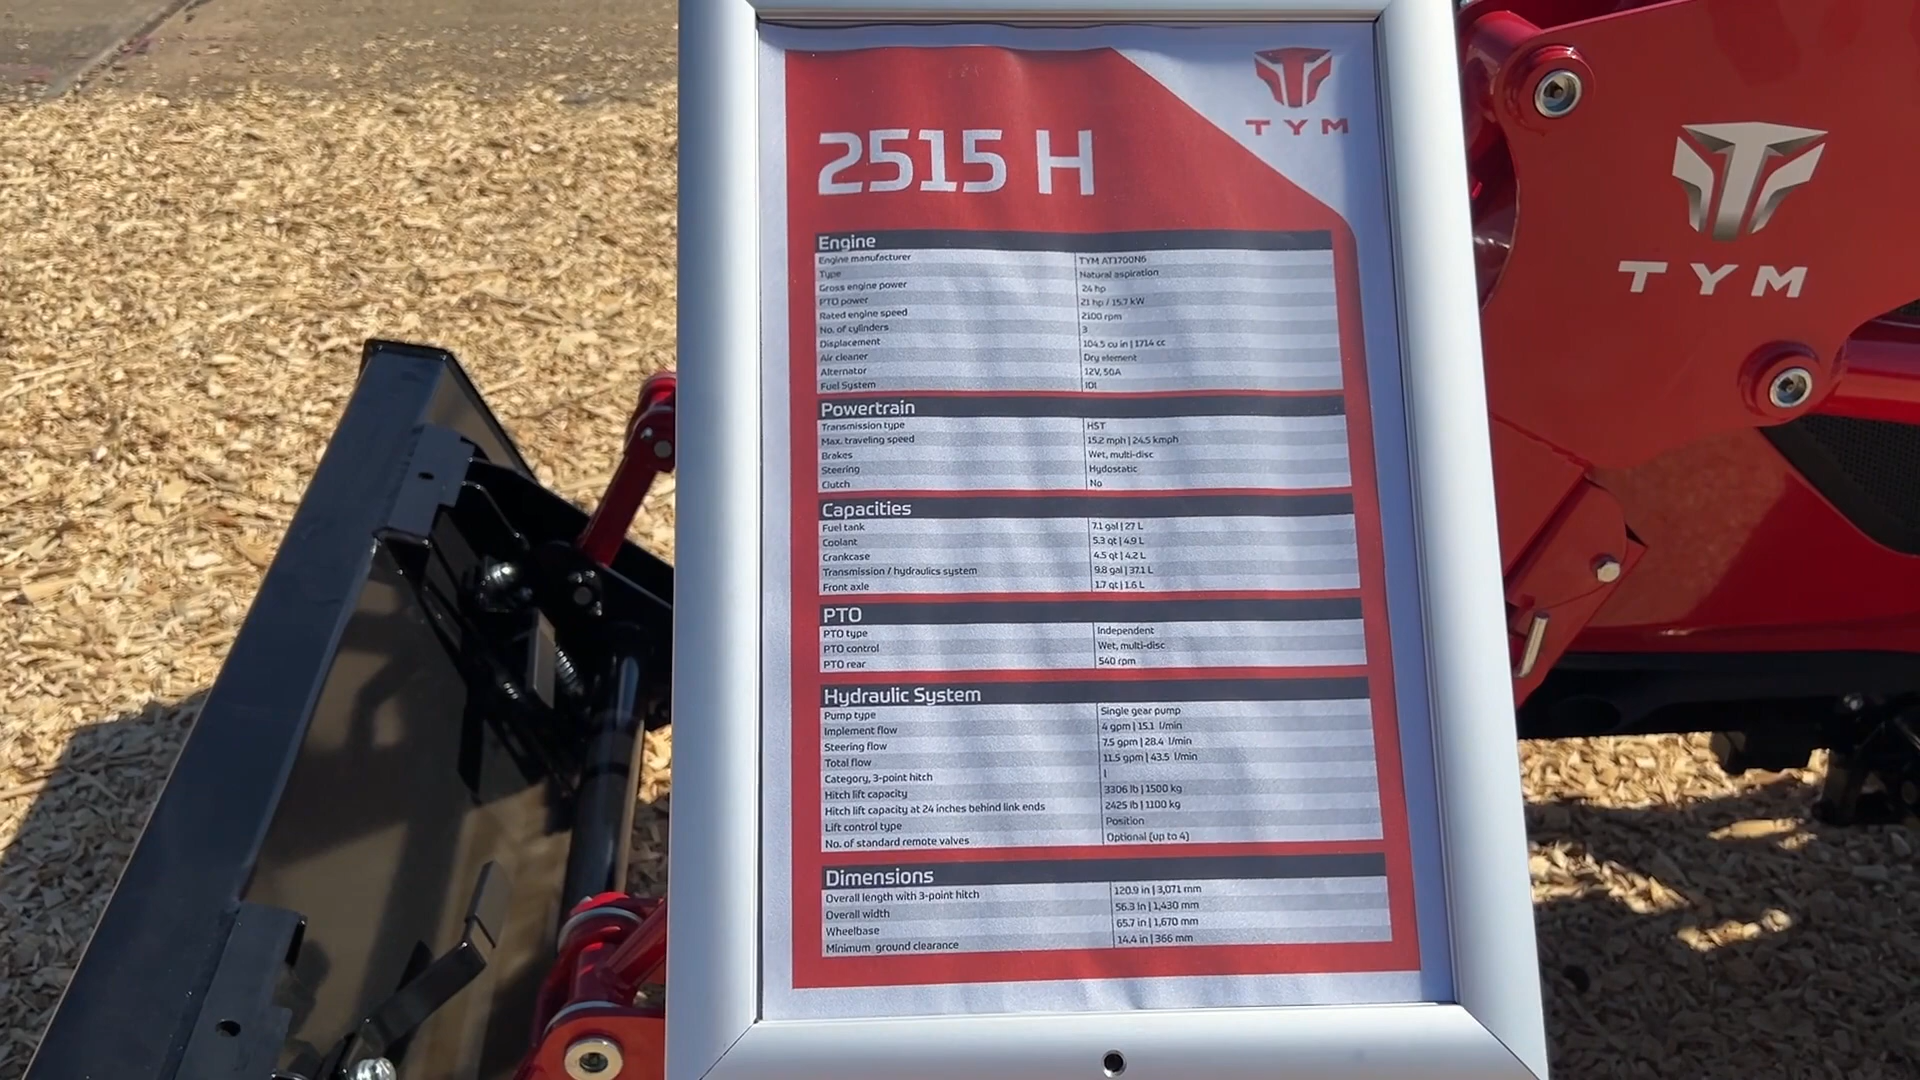 TYM
2515 H
Engine
Engine manufacturer TYM AT1700N6
Type Natural aspiration
Gross engine power 24 hp
PTO power 21 hp / 15.7 kW
Rated engine speed 2100 rpm
No. of cylinders 3
Displacement 104.5 cu in | 1714 cc
Air cleaner Dry element
Alternator 12V, 50A
Fuel System IDI
Powertrain
Transmission type HST
Max. traveling speed 15.2 mph | 24.5 kmph
Brakes Wet, multi-disc
Steering Hydostatic
Clutch No
Capacities
Fuel tank 7.1 gal | 27 L
Coolant 5.3 qt | 4.9 L
Crankcase 4.5 qt | 4.2 L
Transmission / hydraulics system 9.8 gal | 37.1 L
Front axle 1.7 qt | 1.6 L
PTO
PTO type Independent
PTO control Wet, multi-disc
PTO rear 540 rpm
Hydraulic System
Pump type Single gear pump
Implement flow 4 gpm | 15.1 l/min
Steering flow 7.5 gpm | 28.4 l/min
Total flow 11.5 gpm | 43.5 l/min
Category, 3-point hitch I
Hitch lift capacity 3306 lb | 1500 kg
Hitch lift capacity at 24 inches behind link ends 2425 lb | 1100 kg
Lift control type Position
No. of standard remote valves Optional (up to 4)
Dimensions
Overall length with 3-point hitch 120.9 in | 3,071 mm
Overall width 56.3 in | 1,430 mm
Wheelbase 65.7 in | 1,670 mm
Minimum ground clearance 14.4 in | 366 mm
TYM